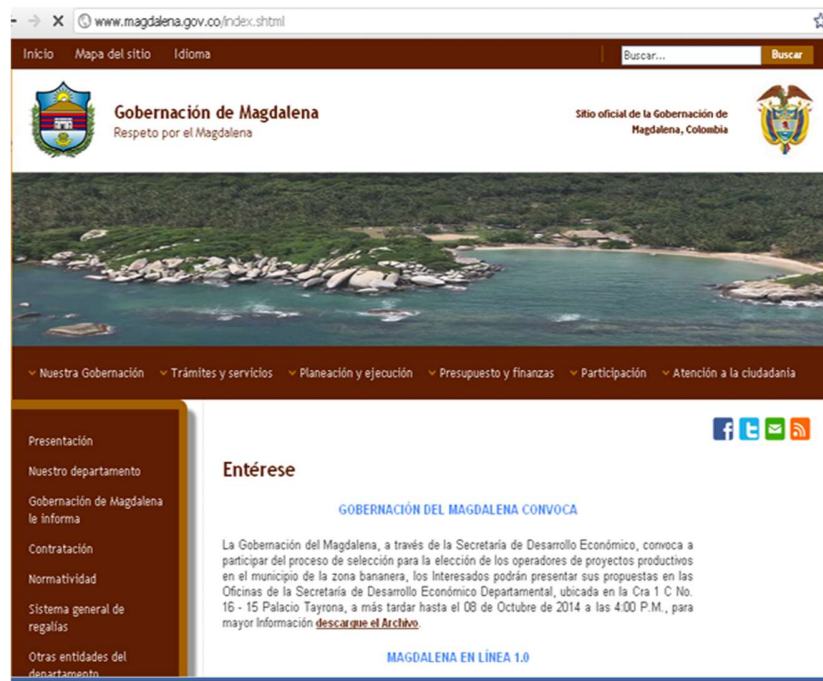 www.magdalena.gov.co/index.shtml
Inicio Mapa del sitio Idioma
Buscar... Buscar
Gobernación de Magdalena
Respeto por el Magdalena
Sitio oficial de la Gobernación de
Magdalena, Colombia
Nuestra Gobernación Trámites y servicios Planeación y ejecución Presupuesto y finanzas Participación Atención a la ciudadania
Presentación
Nuestro departamento
Gobernación de Magdalena
le informa
Contratación
Normatividad
Sistema general de
regalías
Otras entidades del
departamento
Entérese
GOBERNACIÓN DEL MAGDALENA CONVOCA
La Gobernación del Magdalena, a través de la Secretaría de Desarrollo Económico, convoca a
participar del proceso de selección para la elección de los operadores de proyectos productivos
en el municipio de la zona bananera, los Interesados podrán presentar sus propuestas en las
Oficinas de la Secretaría de Desarrollo Económico Departamental, ubicada en la Cra 1 C No.
16 - 15 Palacio Tayrona, a más tardar hasta el 08 de Octubre de 2014 a las 4:00 P.M., para
mayor Información descargue el Archivo.
MAGDALENA EN LÍNEA 1.0